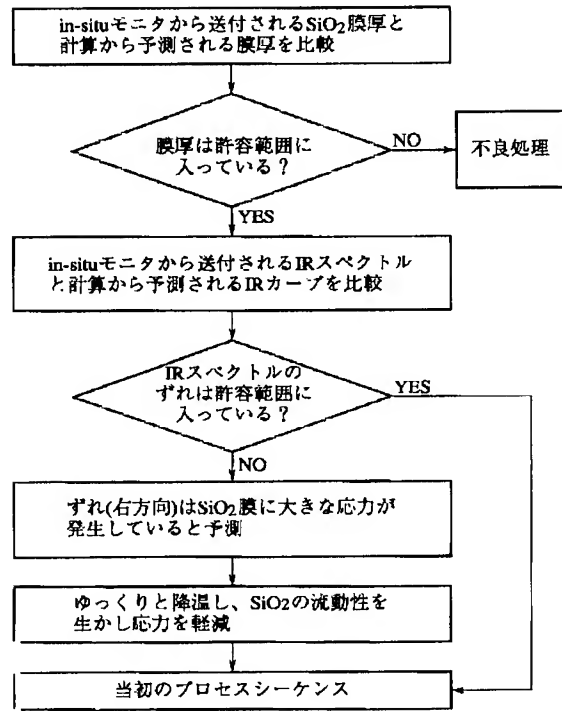 in-situモニタから送付されるSiO2膜厚と
計算から予測される膜厚を比較
膜厚は許容範囲に
入っている？
NO
不良処理
YES
in-situモニタから送付されるIRスペクトル
と計算から予測されるIRカーブを比較
IRスペクトルの
ずれは許容範囲に
入っている？
YES
NO
ずれ(右方向)はSiO2膜に大きな応力が
発生していると予測
ゆっくりと降温し、SiO2の流動性を
生かし応力を軽減
当初のプロセスシーケンス